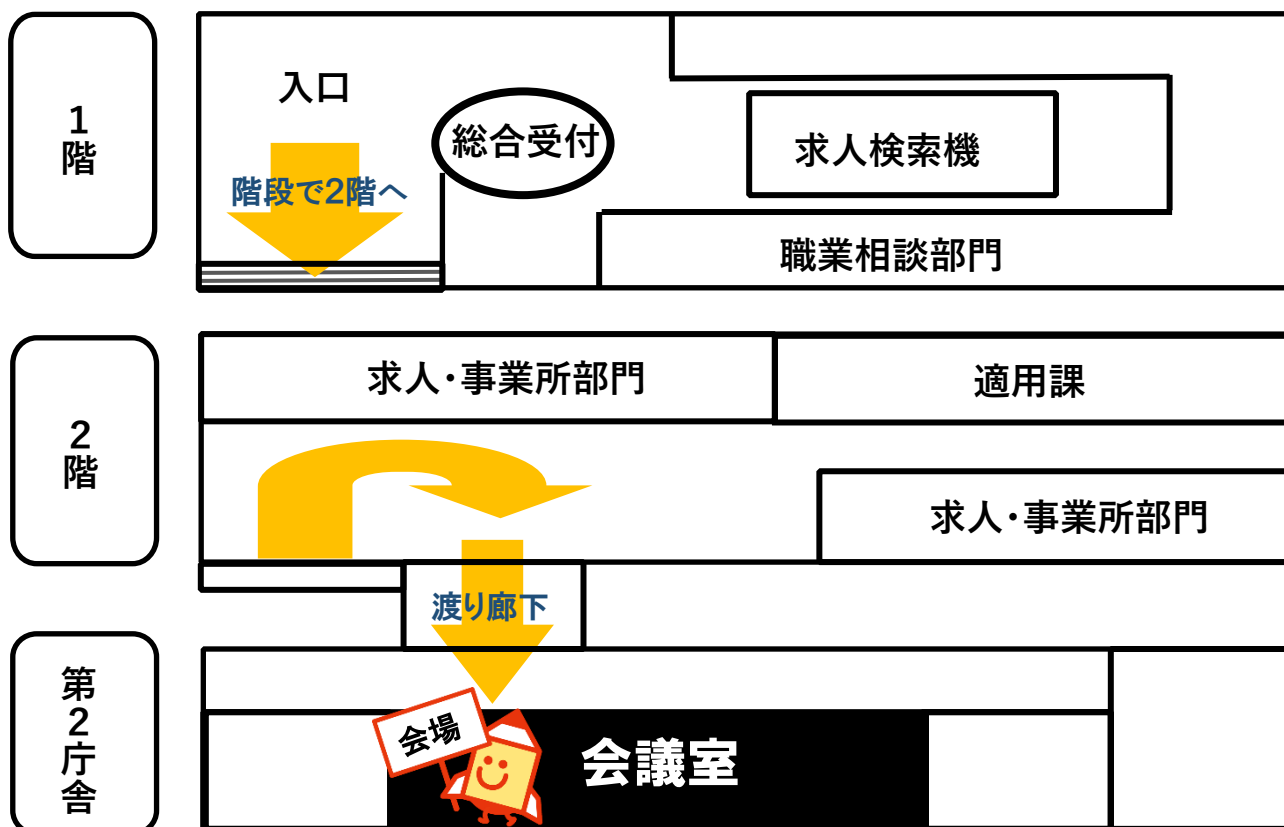 1階
入口
総合受付
求人検索機
階段で2階へ
職業相談部門
2階
求人・事業所部門
適用課
求人・事業所部門
渡り廊下
第2庁舎
会場
会議室